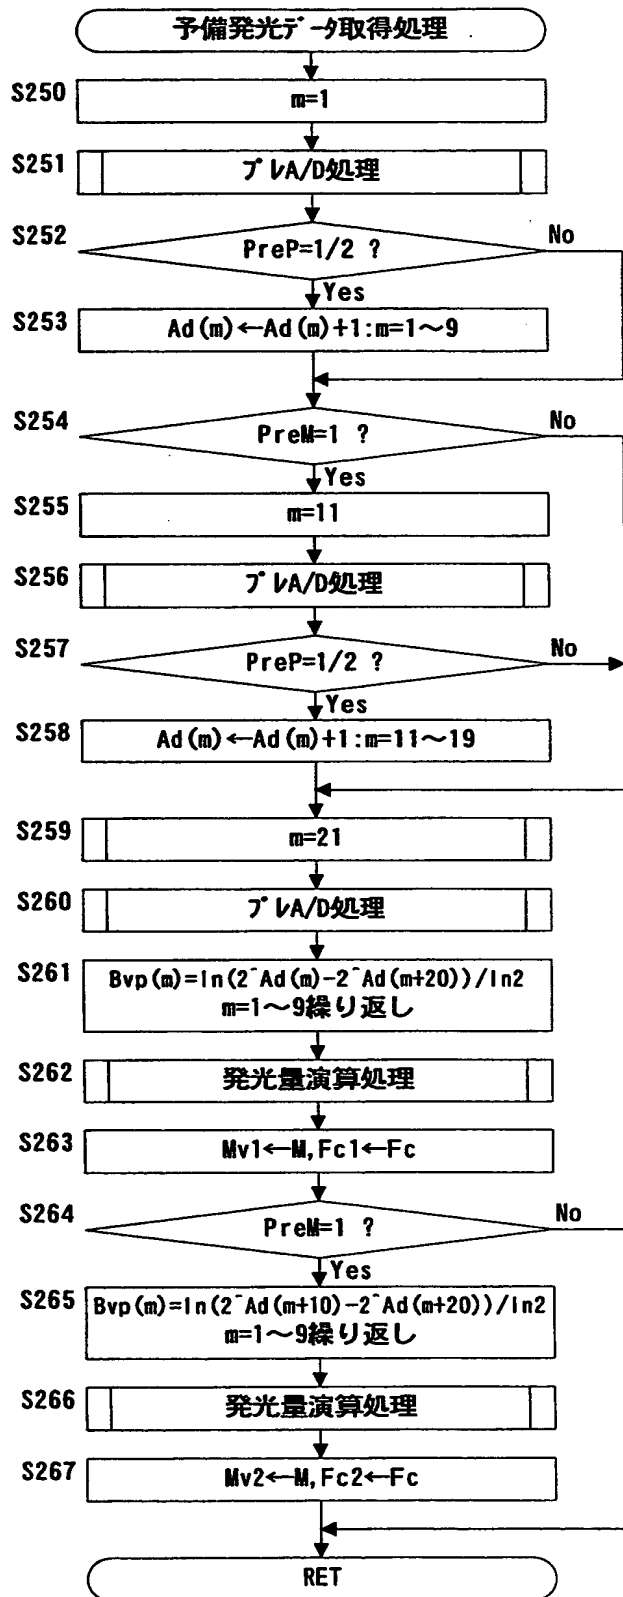 予備発光データ取得処理
S250
m=1
S251
プレA/D処理
S252
PreP=1/2 ?
No
Yes
S253
Ad(m)←Ad(m)+1:m=1～9
S254
PreM=1 ?
No
Yes
S255
m=11
S256
プレA/D処理
S257
PreP=1/2 ?
No
Yes
S258
Ad(m)←Ad(m)+1:m=11～19
S259
m=21
S260
プレA/D処理
S261
Bvp(m)=ln(2^Ad(m)-2^Ad(m+20))/ln2
m=1～9繰り返し
S262
発光量演算処理
S263
Mv1←M,Fc1←Fc
S264
PreM=1 ?
No
Yes
S265
Bvp(m)=ln(2^Ad(m+10)-2^Ad(m+20))/ln2
m=1～9繰り返し
S266
発光量演算処理
S267
Mv2←M,Fc2←Fc
RET